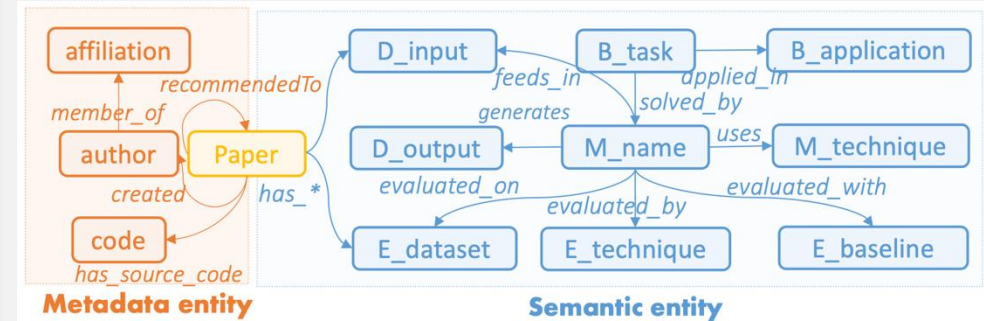 affiliation
D_input
B_task
B_application
recommendedTo
feeds_in
applied_in
member_of
generates
solved_by
author
Paper
D_output
M_name
uses
M_technique
created
has_*
evaluated_on
evaluated_by
evaluated_with
code
E_dataset
E_technique
E_baseline
has_source_code
Metadata entity
Semantic entity